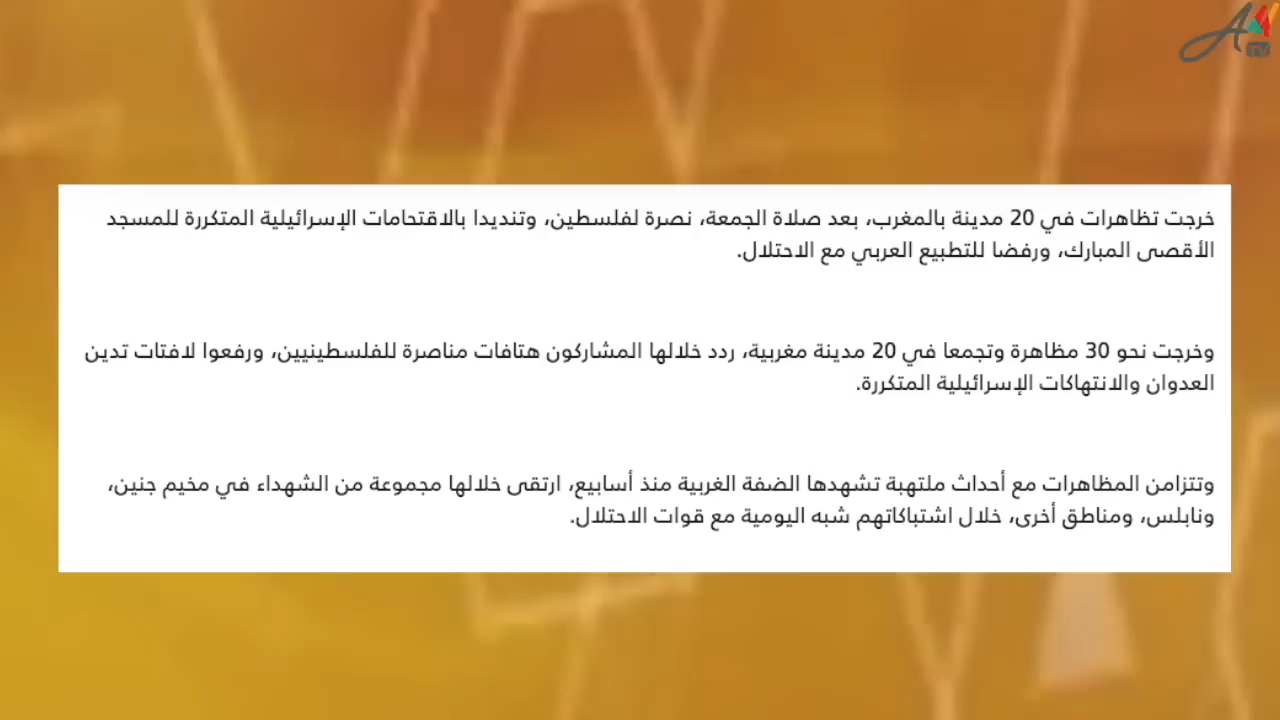 خرجت تظاهرات في 20 مدينة بالمغرب، بعد صلاة الجمعة، نصرة لفلسطين، وتنديدا بالاقتحامات الإسرائيلية المتكررة للمسجد
الأقصى المبارك، ورفضا للتطبيع العربي مع الاحتلال.
وخرجت نحو 30 مظاهرة وتجمعا في 20 مدينة مغربية، ردد خلالها المشاركون هتافات مناصرة للفلسطينيين، ورفعوا لافتات تدين
العدوان والانتهاكات الإسرائيلية المتكررة.
وتتزامن المظاهرات مع أحداث ملتهبة تشهدها الضفة الغربية منذ أسابيع، ارتقى خلالها مجموعة من الشهداء في مخيم جنين،
ونابلس، ومناطق أخرى، خلال اشتباكاتهم شبه اليومية مع قوات الاحتلال.
TV